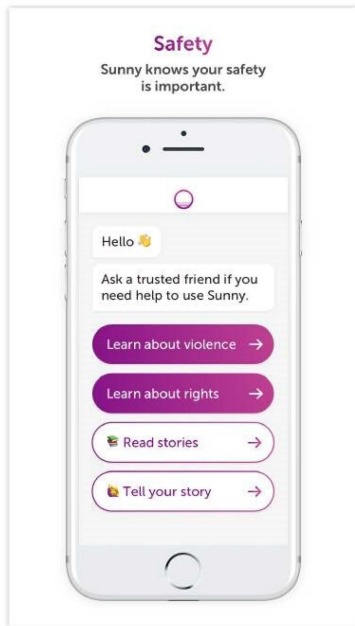 Safety
Sunny knows your safety
is important.
Hello 👋
Ask a trusted friend if you
need help to use Sunny.
Learn about violence →
Learn about rights →
📚 Read stories →
🙋 Tell your story →